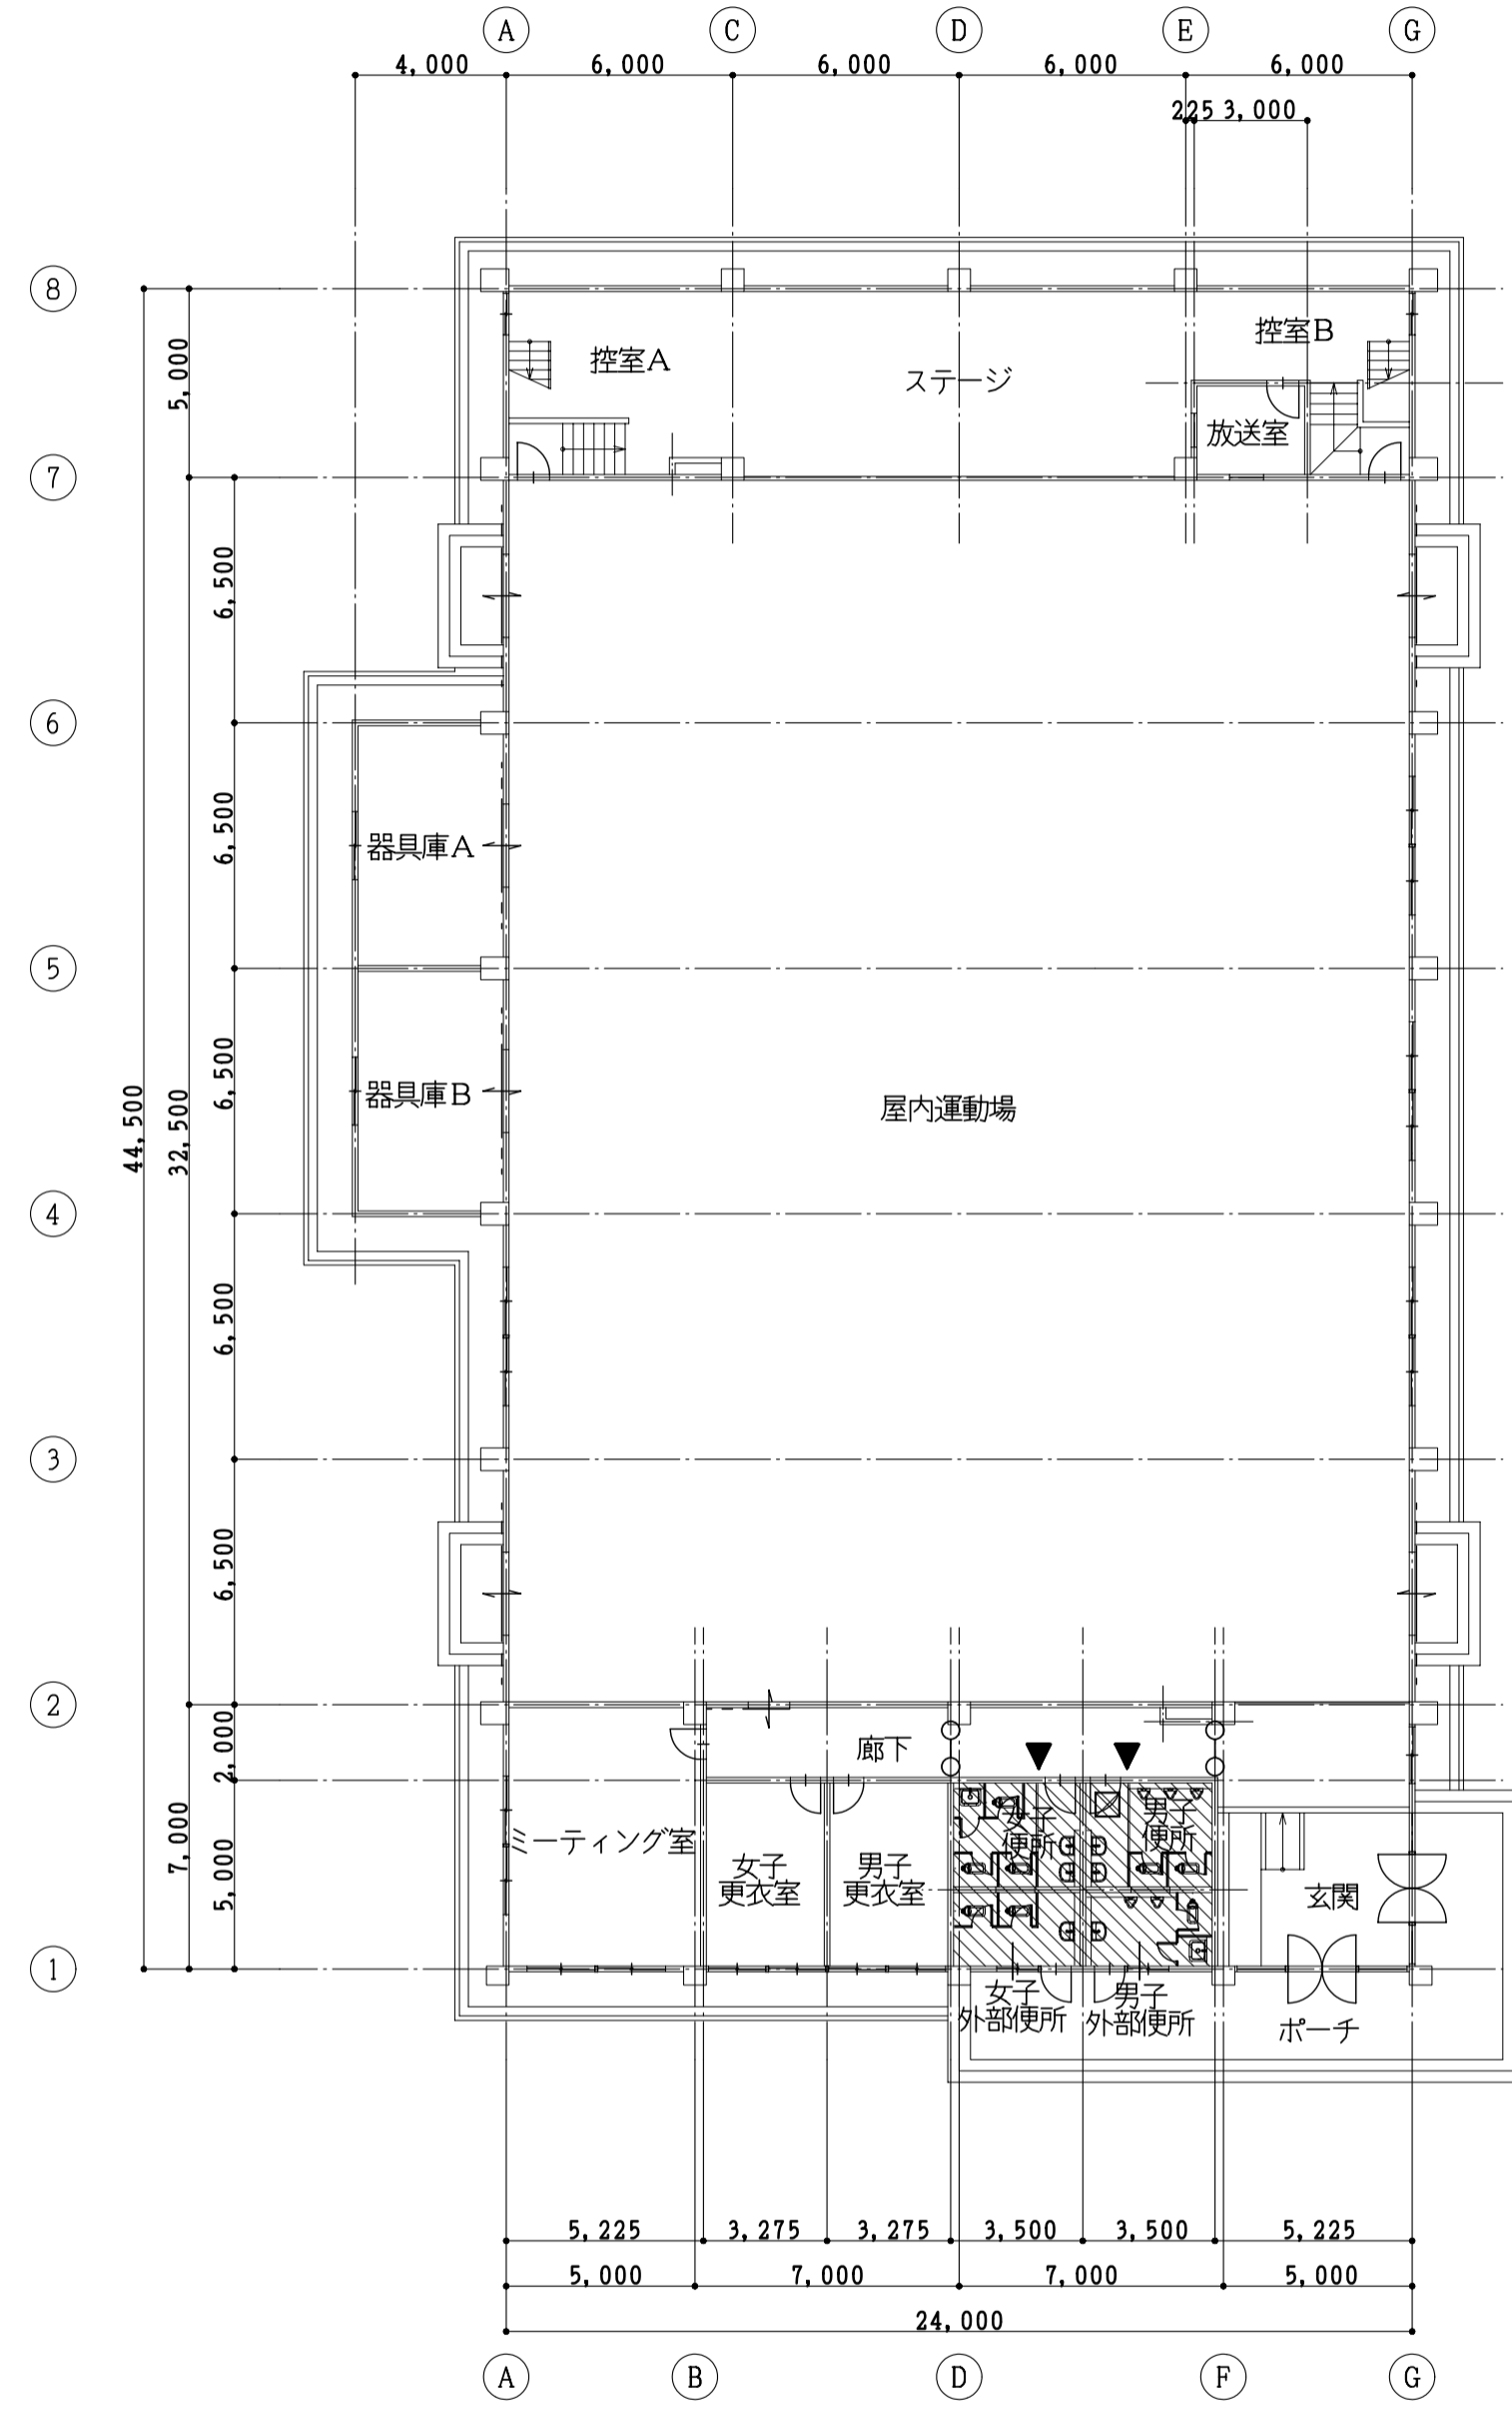 A C D E G
4,000 6,000 6,000 6,000 6,000
225 3,000
8
控室B
控室A
ステージ
5,000
放送室
7
6,500
6
6,500
器具庫A
5
6,500
器具庫B
屋内運動場
44,500
32,500
4
6,500
3
6,500
2
2,000
廊下
7,000
5,000
ミーティング室
女子
更衣室
男子
更衣室
女子
便所
男子
便所
玄関
1
女子
外部便所
男子
外部便所
ポーチ
5,225 3,275 3,275 3,500 3,500 5,225
5,000 7,000 7,000 5,000
24,000
A B D F G